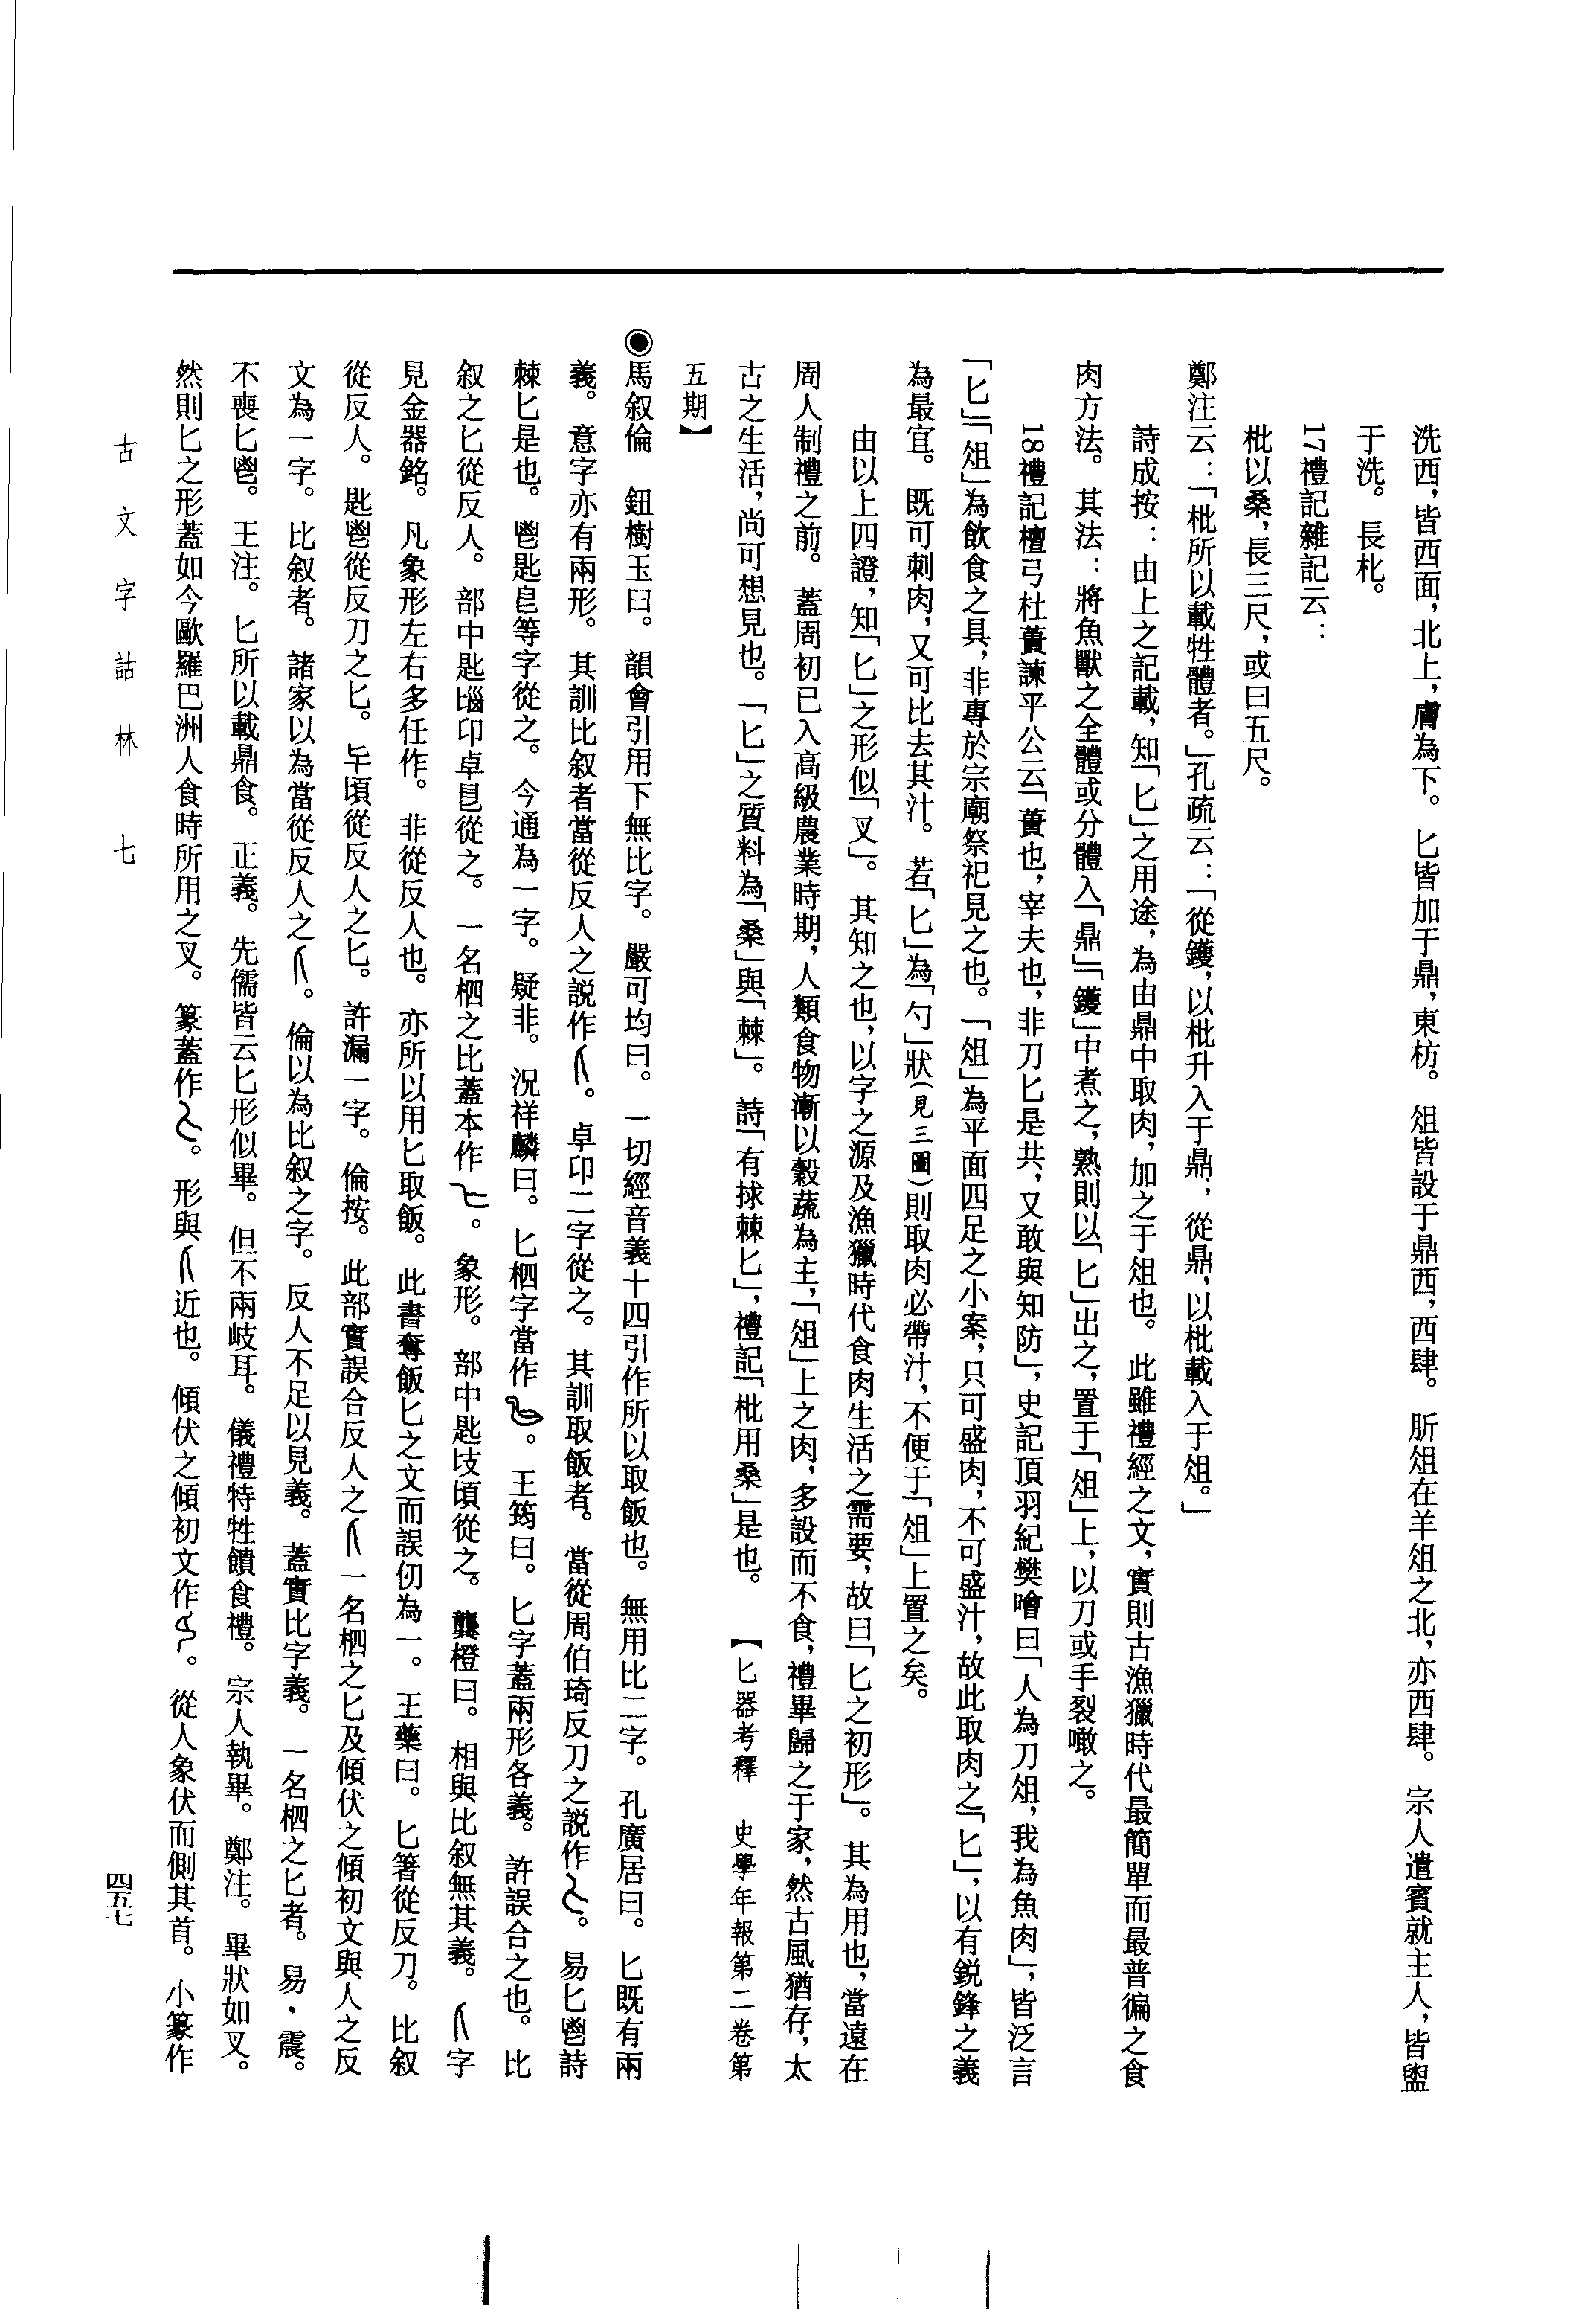 洗西，皆西面，北上，膚為下。匕皆加于鼎，東枋。俎皆設于鼎西，西肆。肵俎在羊俎之北，亦西肆。宗人遣賓就主人，皆盥
于洗。長朼。
17禮記雜記云：
枇以桑，長三尺，或曰五尺。
鄭注云：「枇所以載牲體者。」孔疏云：「從鑊，以枇升入于鼎；從鼎，以枇載入于俎。」
詩成按：由上之記載，知「匕」之用途，為由鼎中取肉，加之于俎也。此雖禮經之文，實則古漁獵時代最簡單而最普徧之食
肉方法。其法：將魚獸之全體或分體入「鼎」「鑊」中煮之，熟則以「匕」出之，置于「俎」上，以刀或手裂噉之。
18禮記檀弓杜蕢諫平公云「蕢也，宰夫也，非刀匕是共，又敢與知防」，史記項羽紀樊噲曰「人為刀俎，我為魚肉」，皆泛言
「匕」「俎」為飲食之具，非專於宗廟祭祀見之也。「俎」為平面四足之小案，只可盛肉，不可盛汁，故此取肉之「匕」，以有銳鋒之義
為最宜。既可刺肉，又可比去其汁。若「匕」為「勺」狀（見三圖）則取肉必帶汁，不便于「俎」上置之矣。
由以上四證，知「匕」之形似「叉」。其知之也，以字之源及漁獵時代食肉生活之需要，故曰「匕之初形」。其為用也，當遠在
周人制禮之前。蓋周初已入高級農業時期，人類食物漸以穀蔬為主，「俎」上之肉，多設而不食，禮畢歸之于家，然古風猶存，太
古之生活，尚可想見也。「匕」之質料為「桑」與「棘」。詩「有捄棘匕」，禮記「枇用桑」是也。　【匕器考釋　史學年報第二卷第
五期】
◉馬叙倫　鈕樹玉曰。韻會引用下無比字。嚴可均曰。一切經音義十四引作所以取飯也。無用比二字。孔廣居曰。匕既有兩
義。意字亦有兩形。其訓比叙者當從反人之説作。卓卬二字從之。其訓取飯者。當從周伯琦反刀之説作。易匕鬯詩
棘匕是也。鬯匙皀等字從之。今通為一字。疑非。況祥麟曰。匕柶字當作。王筠曰。匕字蓋兩形各義。許誤合之也。比
叙之匕從反人。部中匙𡿺卬卓皀從之。一名柶之比蓋本作。象形。部中匙𠤗頃從之。龔橙曰。相與比叙無其義。字
見金器銘。凡象形左右多任作。非從反人也。亦所以用匕取飯。此書奪飯匕之文而誤仞為一。王藥曰。匕箸從反刀。比叙
從反人。匙鬯從反刀之匕。𠤏頃從反人之匕。許漏一字。倫按。此部實誤合反人之一名柶之匕及傾伏之傾初文與人之反
文為一字。比叙者。諸家以為當從反人之。倫以為比叙之字。反人不足以見義。蓋實比字義。一名柶之匕者。易·震。
不喪匕鬯。王注。匕所以載鼎食。正義。先儒皆云匕形似畢。但不兩岐耳。儀禮特牲饋食禮。宗人執畢。鄭注。畢狀如叉。
然則匕之形蓋如今歐羅巴洲人食時所用之叉。篆蓋作。形與近也。傾伏之傾初文作。從人象伏而側其首。小篆作
古文字詁林　七
四五七